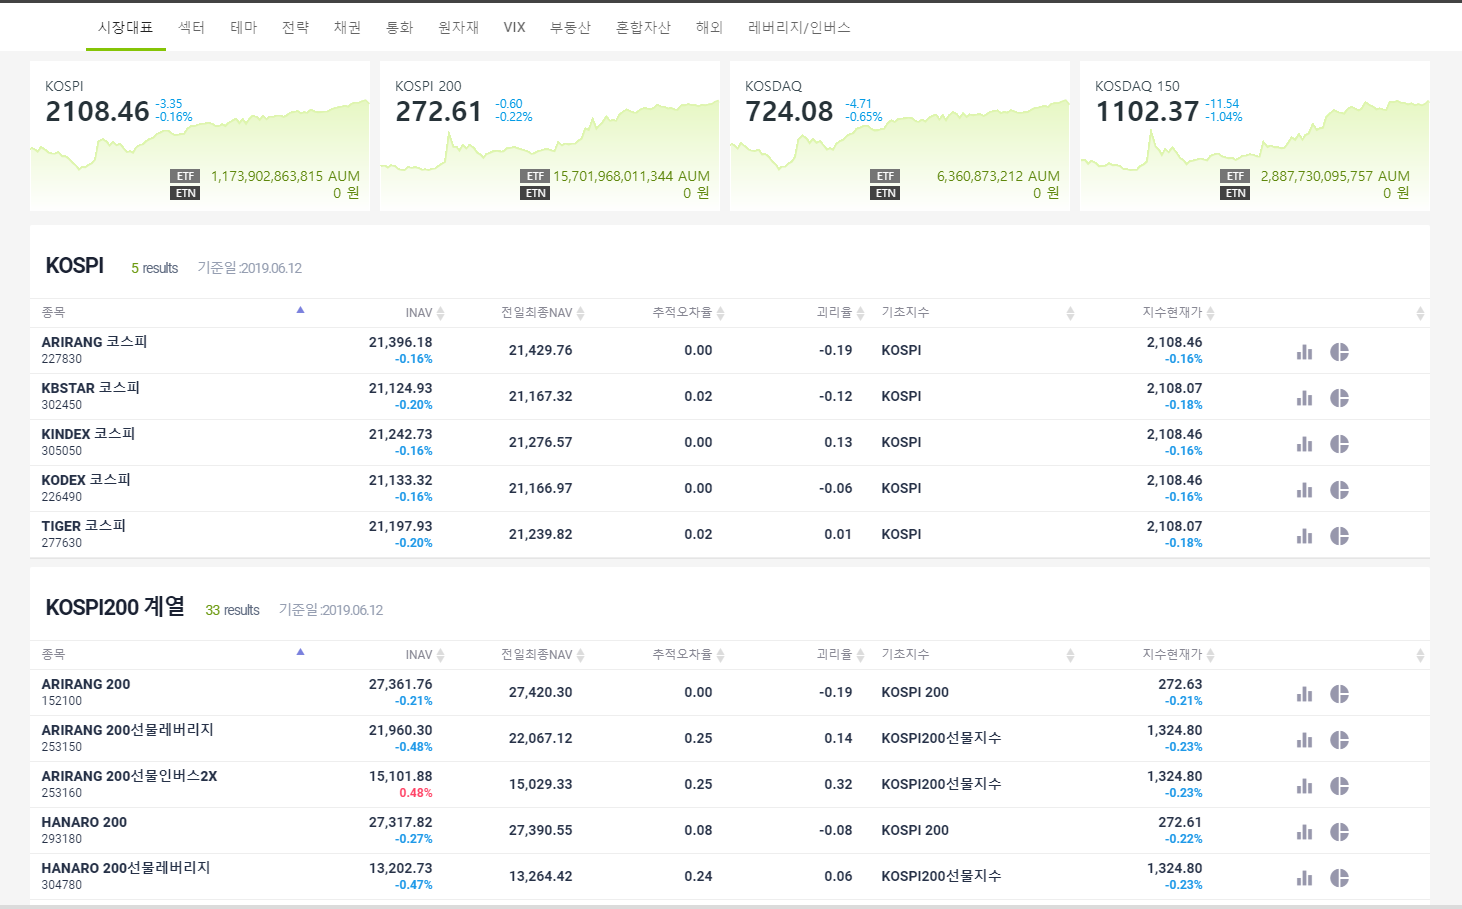 시장대표 섹터 테마 전략 채권 통화 원자재 VIX 부동산 혼합자산 해외 레버리지/인버스
KOSPI
2108.46 -3.35
-0.16%
ETF 1,173,902,863,815 AUM
ETN 0 원
KOSPI 200
272.61 -0.60
-0.22%
ETF 15,701,968,011,344 AUM
ETN 0 원
KOSDAQ
724.08 -4.71
-0.65%
ETF 6,360,873,212 AUM
ETN 0 원
KOSDAQ 150
1102.37 -11.54
-1.04%
ETF 2,887,730,095,757 AUM
ETN 0 원
KOSPI 5 results 기준일:2019.06.12
종목 INAV 전일최종NAV 추적오차율 괴리율 기초지수 지수현재가
ARIRANG 코스피 21,396.18 21,429.76 0.00 -0.19 KOSPI 2,108.46
227830 -0.16% -0.16%
KBSTAR 코스피 21,124.93 21,167.32 0.02 -0.12 KOSPI 2,108.07
302450 -0.20% -0.18%
KINDEX 코스피 21,242.73 21,276.57 0.00 0.13 KOSPI 2,108.46
305050 -0.16% -0.16%
KODEX 코스피 21,133.32 21,166.97 0.00 -0.06 KOSPI 2,108.46
226490 -0.16% -0.16%
TIGER 코스피 21,197.93 21,239.82 0.02 0.01 KOSPI 2,108.07
277630 -0.20% -0.18%
KOSPI200 계열 33 results 기준일:2019.06.12
종목 INAV 전일최종NAV 추적오차율 괴리율 기초지수 지수현재가
ARIRANG 200 27,361.76 27,420.30 0.00 -0.19 KOSPI 200 272.63
152100 -0.21% -0.21%
ARIRANG 200선물레버리지 21,960.30 22,067.12 0.25 0.14 KOSPI200선물지수 1,324.80
253150 -0.48% -0.23%
ARIRANG 200선물인버스2X 15,101.88 15,029.33 0.25 0.32 KOSPI200선물지수 1,324.80
253160 0.48% -0.23%
HANARO 200 27,317.82 27,390.55 0.08 -0.08 KOSPI 200 272.61
293180 -0.27% -0.22%
HANARO 200선물레버리지 13,202.73 13,264.42 0.24 0.06 KOSPI200선물지수 1,324.80
304780 -0.47% -0.23%